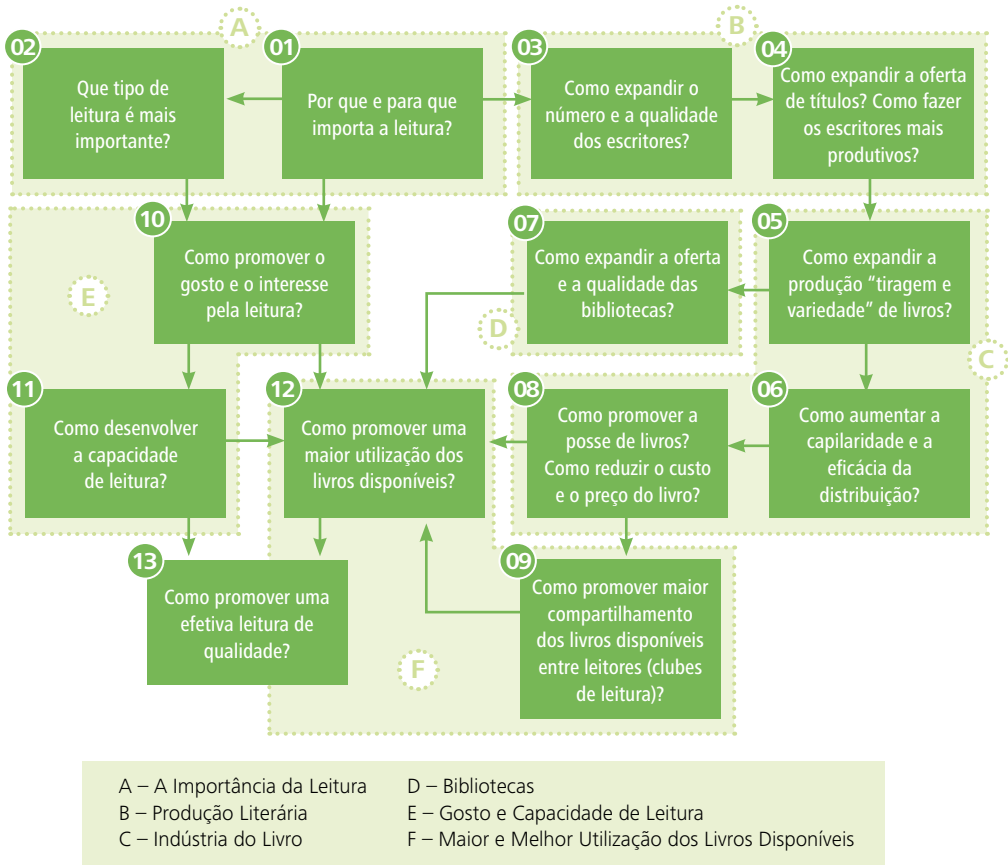 A
B
02
Que tipo de
leitura é mais
importante?
01
Por que e para que
importa a leitura?
03
Como expandir o
número e a qualidade
dos escritores?
04
Como expandir a oferta
de títulos? Como fazer
os escritores mais
produtivos?
10
Como promover o
gosto e o interesse
pela leitura?
E
07
Como expandir a oferta
e a qualidade das
bibliotecas?
D
05
Como expandir a
produção “tiragem e
variedade” de livros?
C
11
Como desenvolver
a capacidade
de leitura?
12
Como promover uma
maior utilização dos
livros disponíveis?
08
Como promover a
posse de livros?
Como reduzir o custo
e o preço do livro?
06
Como aumentar a
capilaridade e a
eficácia da
distribuição?
13
Como promover uma
efetiva leitura de
qualidade?
F
09
Como promover maior
compartilhamento
dos livros disponíveis
entre leitores (clubes
de leitura)?
A – A Importância da Leitura
B – Produção Literária
C – Indústria do Livro
D – Bibliotecas
E – Gosto e Capacidade de Leitura
F – Maior e Melhor Utilização dos Livros Disponíveis